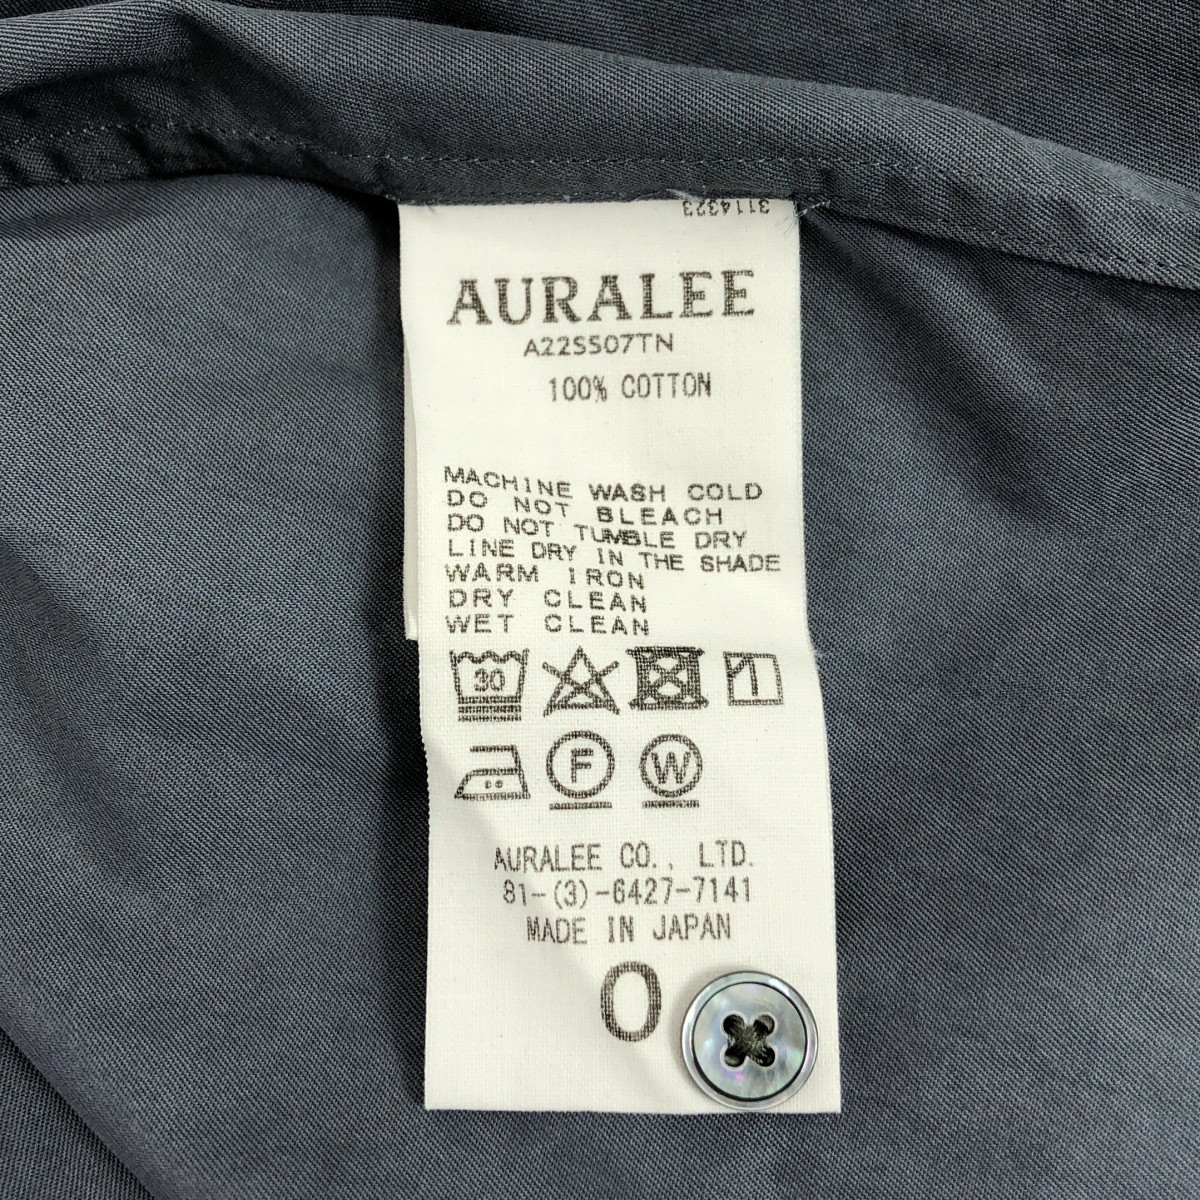 3114323
AURALEE
A22SS07TN
100% COTTON
MACHINE WASH COLD
DO NOT BLEACH
DO NOT TUMBLE DRY
LINE DRY IN THE SHADE
WARM IRON
DRY CLEAN
WET CLEAN
30
F W
AURALEE CO., LTD.
81-(3)-6427-7141
MADE IN JAPAN
0